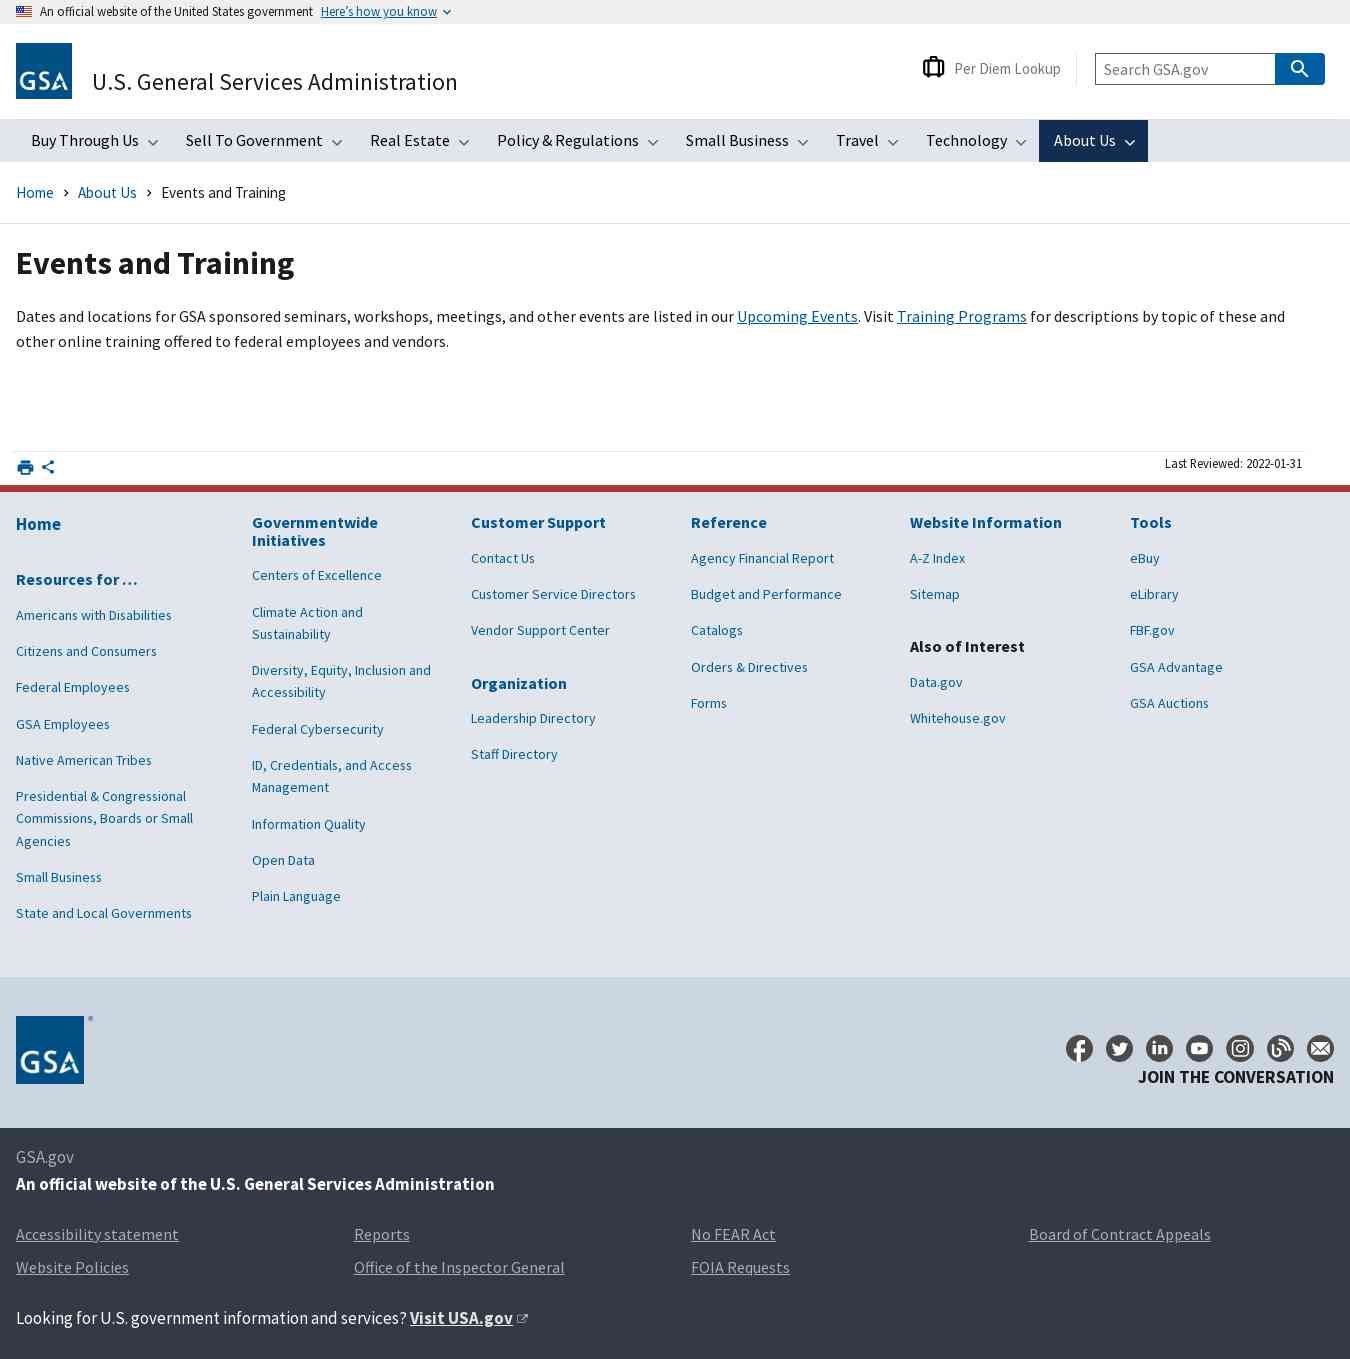 An official website of the United States government Here's how you know
GSA
U.S. General Services Administration
Per Diem Lookup
Search GSA.gov
Buy Through Us Sell To Government Real Estate Policy & Regulations Small Business Travel Technology About Us
Home > About Us > Events and Training
Events and Training
Dates and locations for GSA sponsored seminars, workshops, meetings, and other events are listed in our Upcoming Events. Visit Training Programs for descriptions by topic of these and
other online training offered to federal employees and vendors.
Last Reviewed: 2022-01-31
Home
Resources for …
Americans with Disabilities
Citizens and Consumers
Federal Employees
GSA Employees
Native American Tribes
Presidential & Congressional
Commissions, Boards or Small
Agencies
Small Business
State and Local Governments
Governmentwide
Initiatives
Centers of Excellence
Climate Action and
Sustainability
Diversity, Equity, Inclusion and
Accessibility
Federal Cybersecurity
ID, Credentials, and Access
Management
Information Quality
Open Data
Plain Language
Customer Support
Contact Us
Customer Service Directors
Vendor Support Center
Organization
Leadership Directory
Staff Directory
Reference
Agency Financial Report
Budget and Performance
Catalogs
Orders & Directives
Forms
Website Information
A-Z Index
Sitemap
Also of Interest
Data.gov
Whitehouse.gov
Tools
eBuy
eLibrary
FBF.gov
GSA Advantage
GSA Auctions
GSA ®
JOIN THE CONVERSATION
GSA.gov
An official website of the U.S. General Services Administration
Accessibility statement Reports No FEAR Act Board of Contract Appeals
Website Policies Office of the Inspector General FOIA Requests
Looking for U.S. government information and services? Visit USA.gov